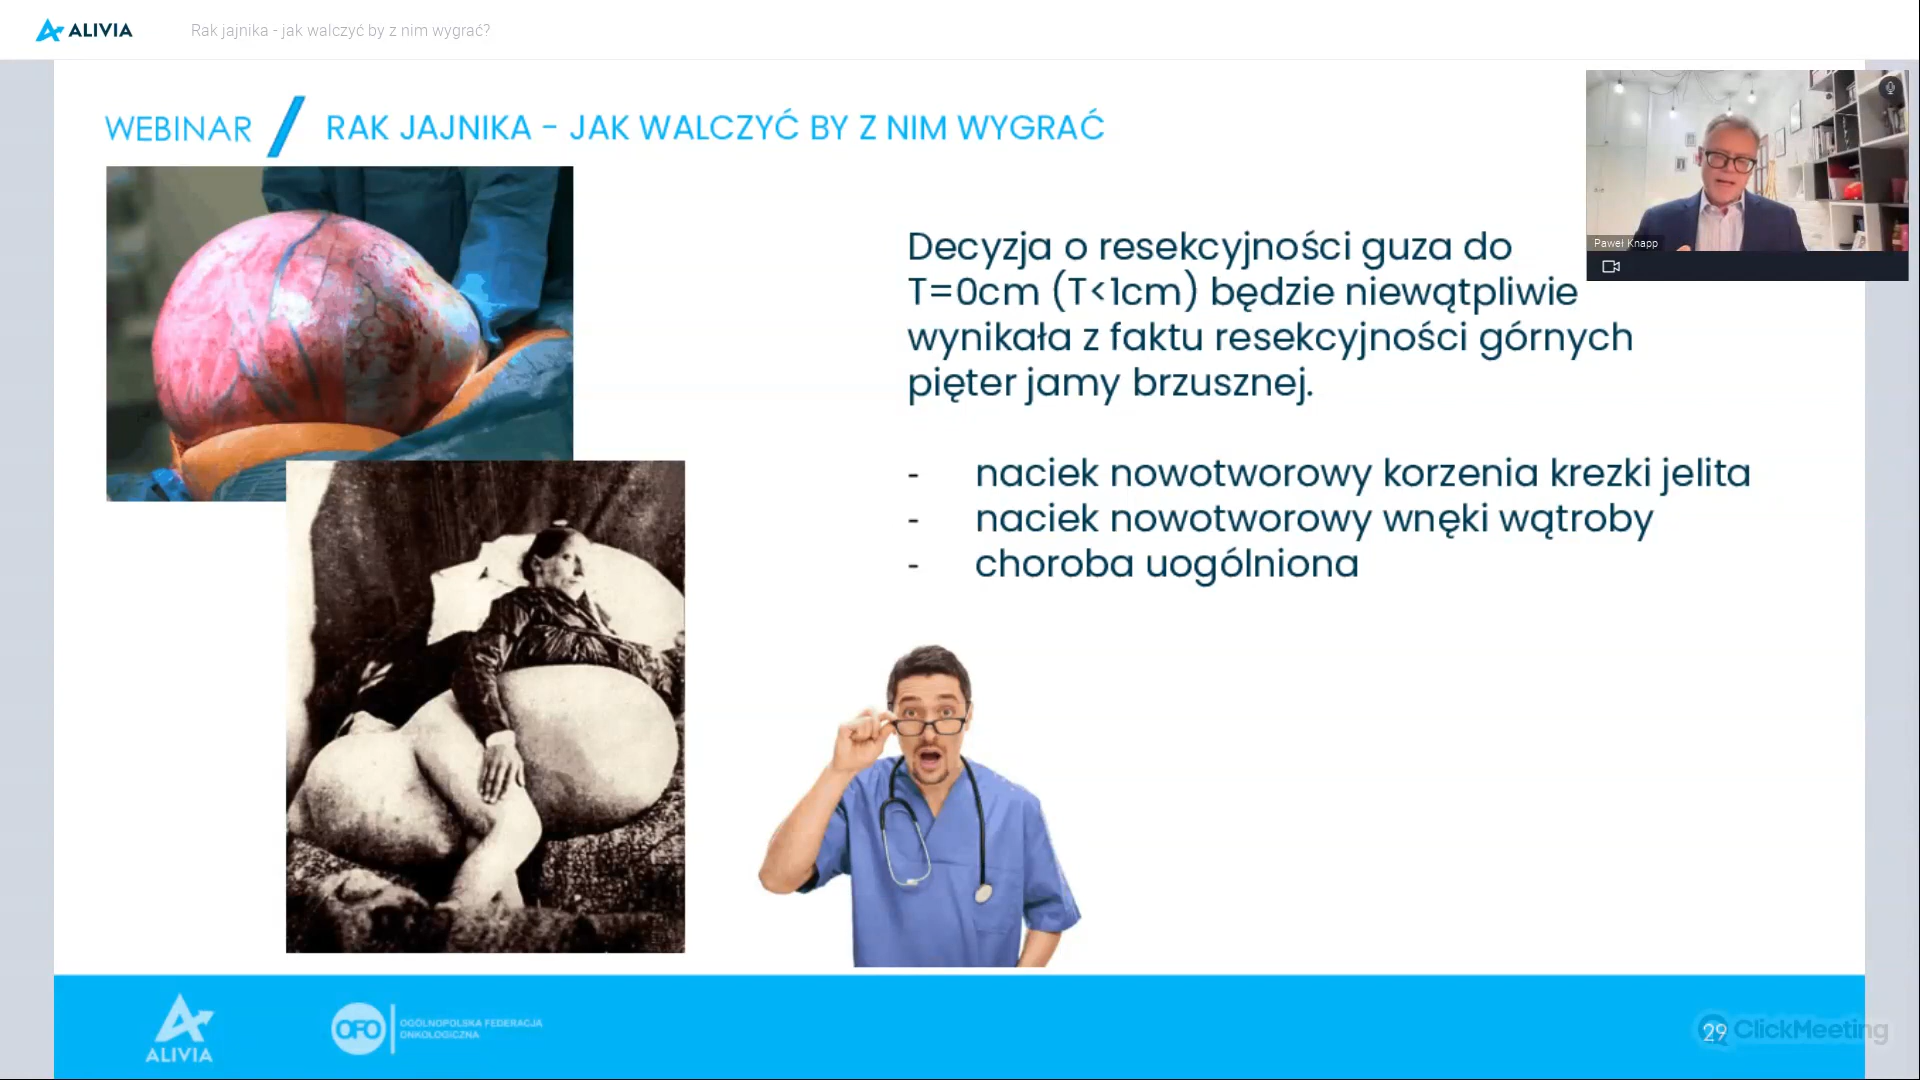 ALIVIA
Rak jajnika - jak walczyć by z nim wygrać?
WEBINAR / RAK JAJNIKA - JAK WALCZYĆ BY Z NIM WYGRAĆ
Paweł Knapp
Decyzja o resekcyjności guza do
T=0cm (T<1cm) będzie niewątpliwie
wynikała z faktu resekcyjności górnych
pięter jamy brzusznej.
- naciek nowotworowy korzenia krezki jelita
- naciek nowotworowy wnęki wątroby
- choroba uogólniona
ALIVIA
OFO
OGÓLNOPOLSKA FEDERACJA
ONKOLOGICZNA
29
ClickMeeting